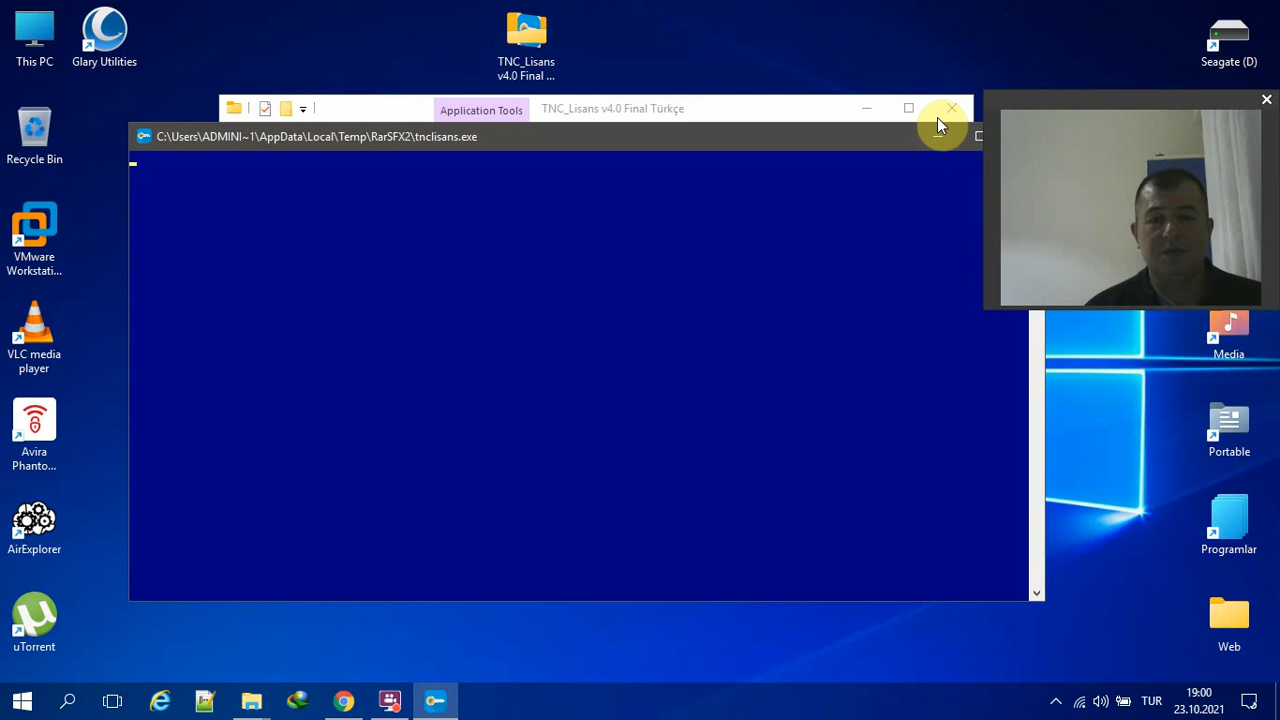 This PC
Glary Utilities
TNC_Lisans
v4.0 Final ...
Seagate (D)
Application Tools
TNC_Lisans v4.0 Final Türkçe
C:\Users\ADMINI~1\AppData\Local\Temp\RarSFX2\tnclisans.exe
Recycle Bin
VMware
Workstati...
VLC media
player
Media
Avira
Phanto...
Portable
AirExplorer
Programlar
uTorrent
Web
TUR
19:00
23.10.2021